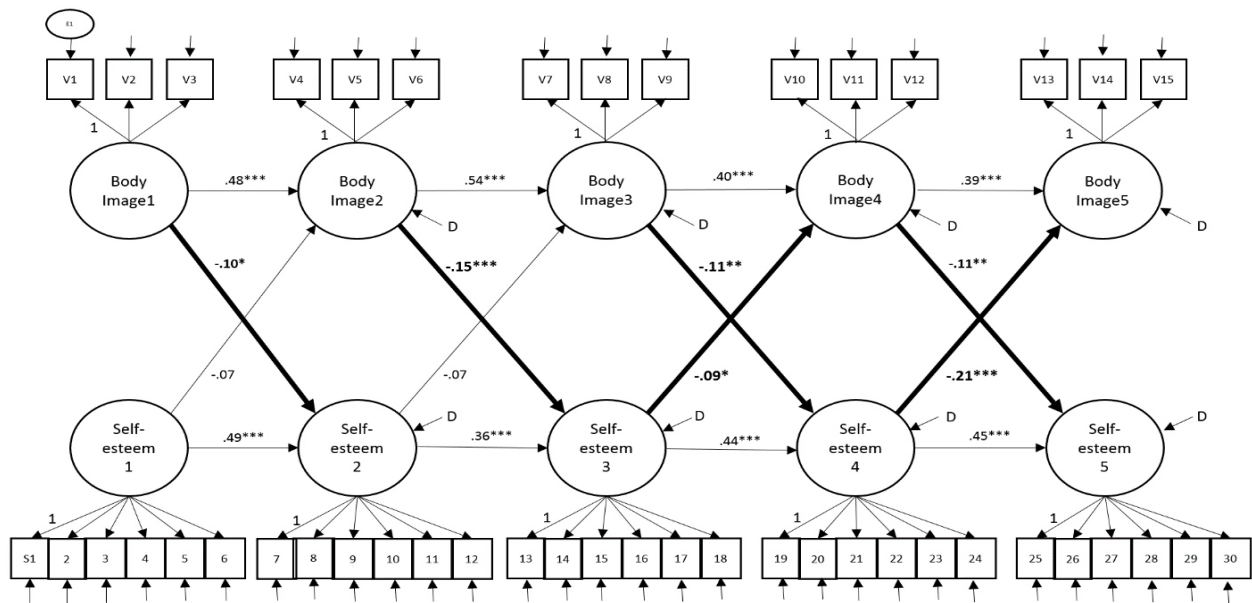 E1
V1 V2 V3 V4 V5 V6 V7 V8 V9 V10 V11 V12 V13 V14 V15
1 1 1 1 1
Body Image1
.48***
Body Image2
.54***
Body Image3
.40***
Body Image4
.39***
Body Image5
D D D D
-.10* -.15*** -.11** -.11**
-.07 -.07 -.09* -.21***
D D D D
Self-esteem 1
.49***
Self-esteem 2
.36***
Self-esteem 3
.44***
Self-esteem 4
.45***
Self-esteem 5
1 1 1 1 1
S1 2 3 4 5 6 7 8 9 10 11 12 13 14 15 16 17 18 19 20 21 22 23 24 25 26 27 28 29 30